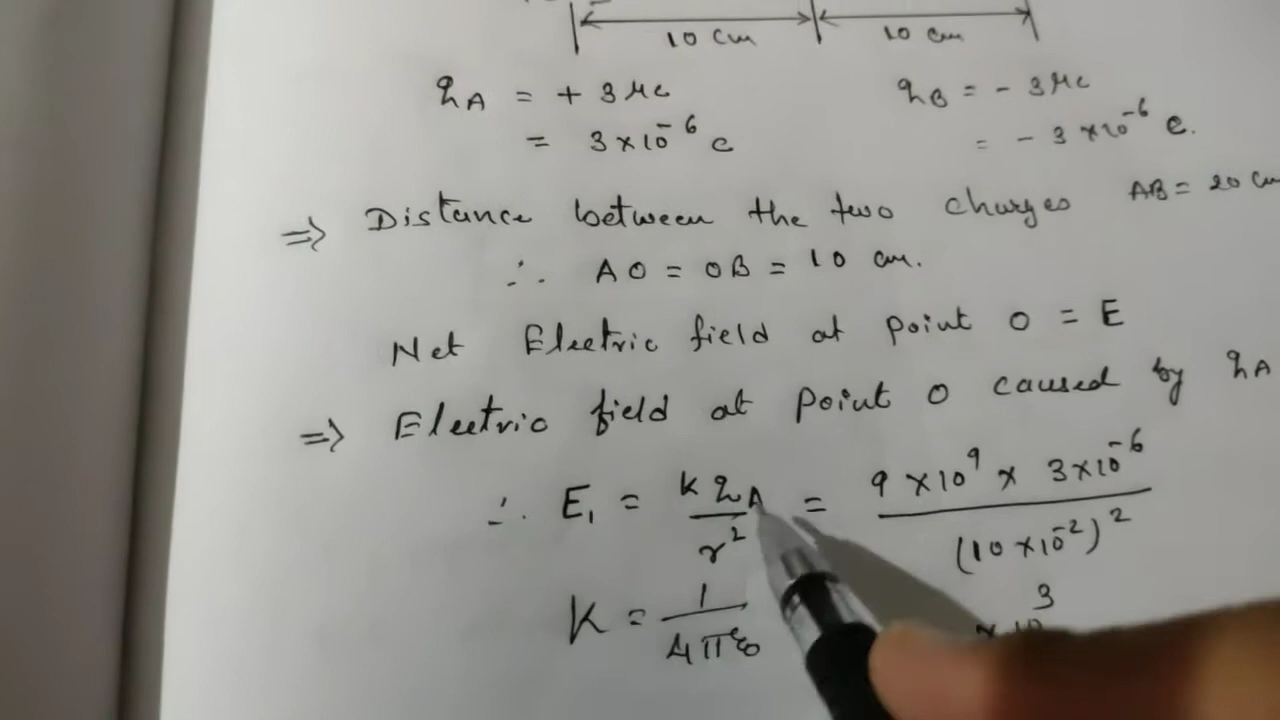 10 cm 10 cm
qA = + 3 μc qB = - 3 μc
= 3 × 10⁻⁶ c = - 3 × 10⁻⁶ c.
⇒ Distance between the two charges AB = 20 cm
∴ AO = OB = 10 cm.
Net Electric field at point O = E
⇒ Electric field at point O caused by qA
∴ E₁ = K qA / r² = 9 × 10⁹ × 3 × 10⁻⁶ / (10 × 10⁻²)²
K = 1 / 4πε₀